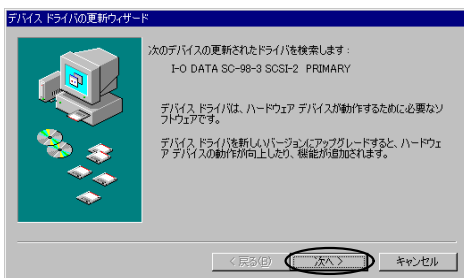 デバイス ドライバの更新ウィザード
次のデバイスの更新されたドライバを検索します:
I-O DATA SC-98-3 SCSI-2 PRIMARY
デバイス ドライバは、ハードウェア デバイスが動作するために必要なソ
フトウェアです。
デバイス ドライバを新しいバージョンにアップグレードすると、ハードウェ
ア デバイスの動作が向上したり、機能が追加されます。
< 戻る(B)
次へ >
キャンセル